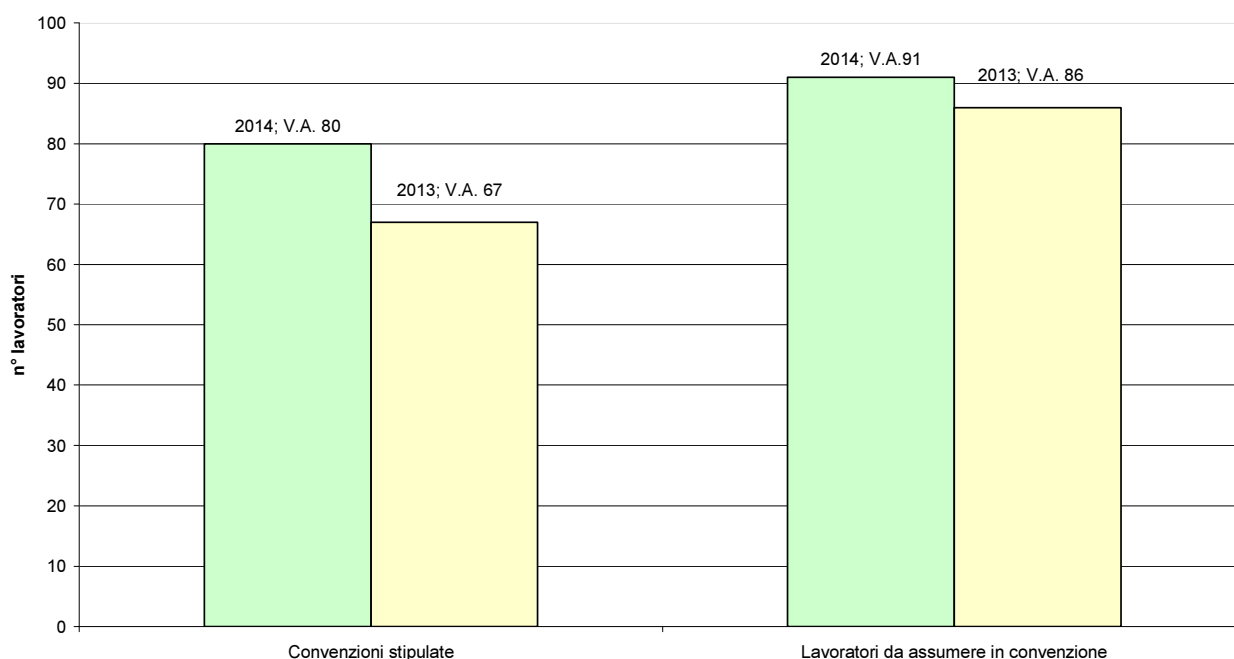 100
90
80
70
60
50
40
30
20
10
0
n° lavoratori
2014; V.A. 80
2013; V.A. 67
2014; V.A.91
2013; V.A. 86
Convenzioni stipulate
Lavoratori da assumere in convenzione